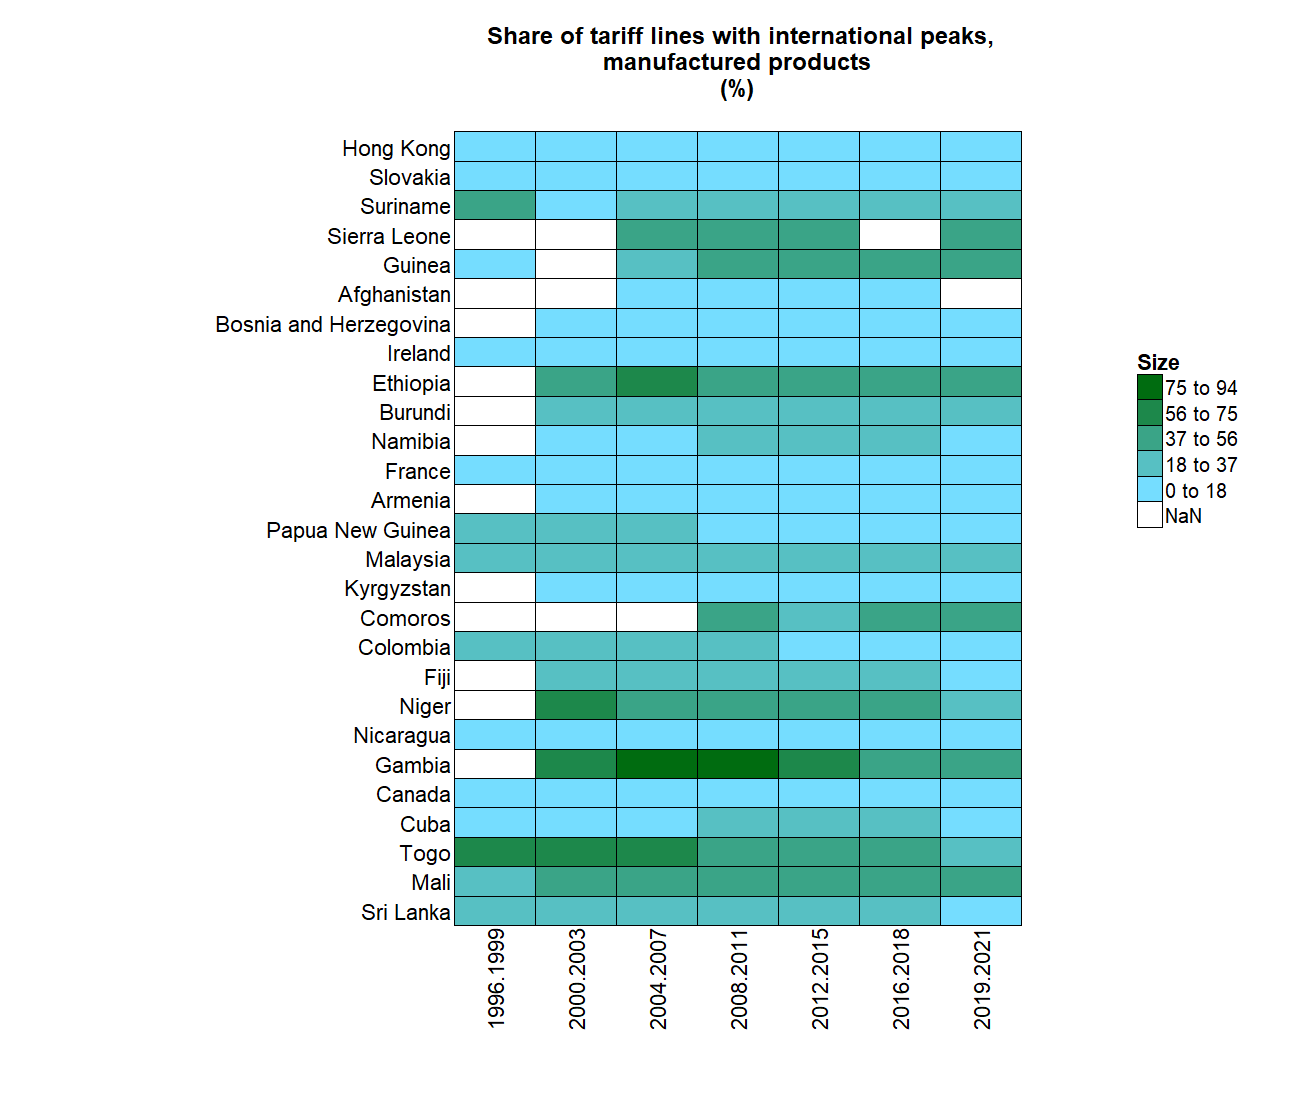 Share of tariff lines with international peaks,
manufactured products
(%)
Hong Kong
Slovakia
Suriname
Sierra Leone
Guinea
Afghanistan
Bosnia and Herzegovina
Ireland
Ethiopia
Burundi
Namibia
France
Armenia
Papua New Guinea
Malaysia
Kyrgyzstan
Comoros
Colombia
Fiji
Niger
Nicaragua
Gambia
Canada
Cuba
Togo
Mali
Sri Lanka
1996.1999
2000.2003
2004.2007
2008.2011
2012.2015
2016.2018
2019.2021
Size
75 to 94
56 to 75
37 to 56
18 to 37
0 to 18
NaN